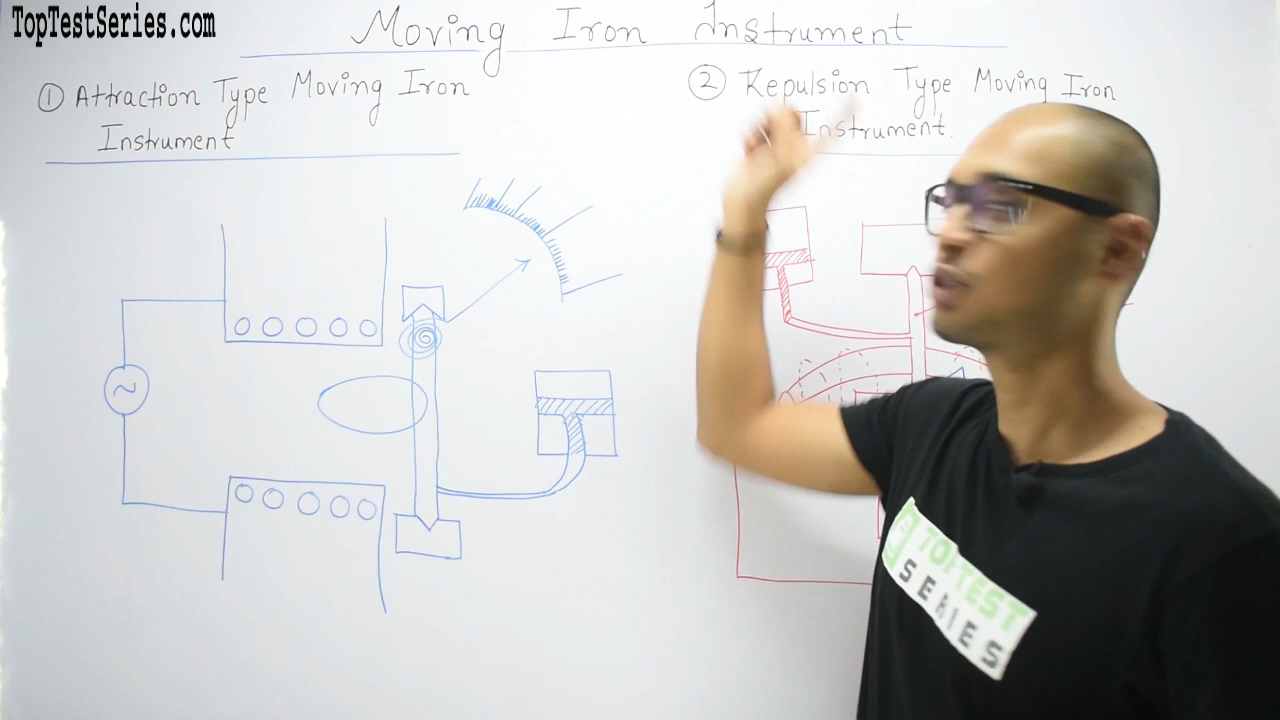 TopTestSeries.com
Moving Iron Instrument
① Attraction Type Moving Iron
Instrument
② Repulsion Type Moving Iron
Instrument.
~
TOPTEST
SERIES